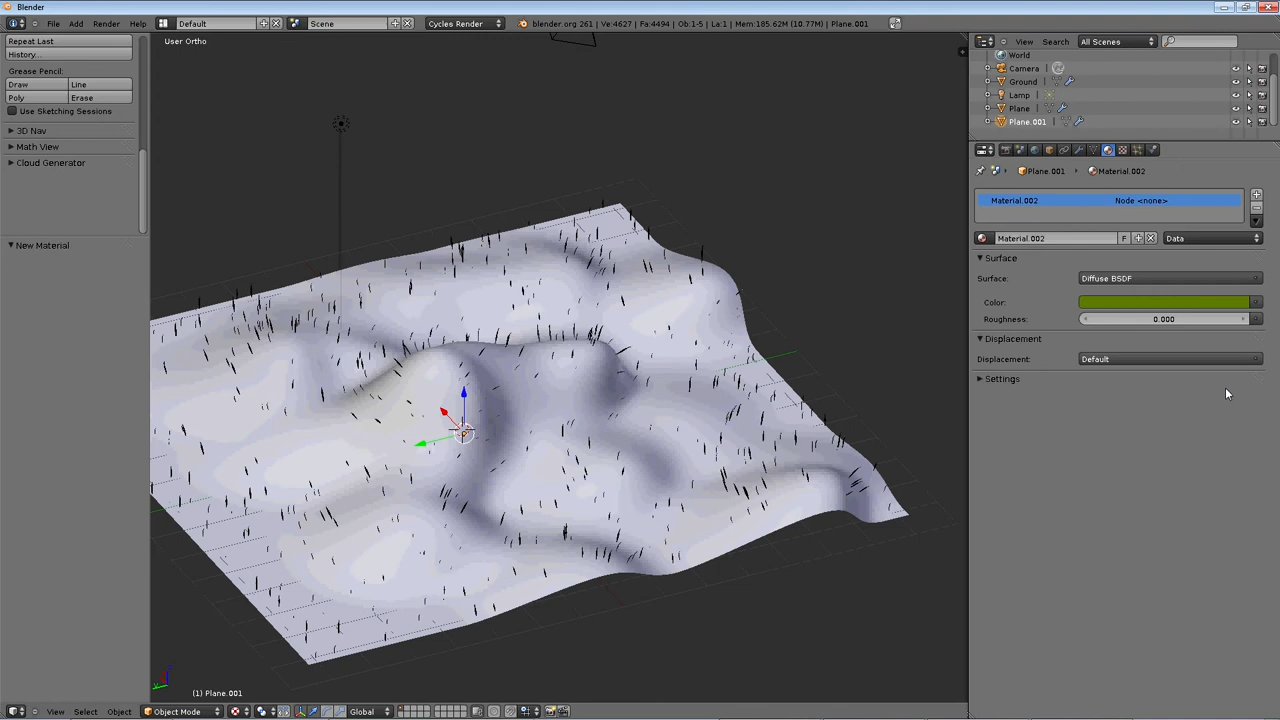 Blender
File Add Render Help Default Scene Cycles Render blender.org 261 | Ve:4627 | Fa:4494 | Ob:1-5 | La:1 | Mem:185.62M (10.77M) | Plane.001
Repeat Last
History...
Grease Pencil:
Draw Line
Poly Erase
Use Sketching Sessions
3D Nav
Math View
Cloud Generator
New Material
User Ortho
(1) Plane.001
View Select Object Object Mode Global
View Search All Scenes
World
Camera
Ground
Lamp
Plane
Plane.001
Plane.001 Material.002
Material.002 Node <none>
Material.002 F Data
Surface
Surface: Diffuse BSDF
Color:
Roughness: 0.000
Displacement
Displacement: Default
Settings